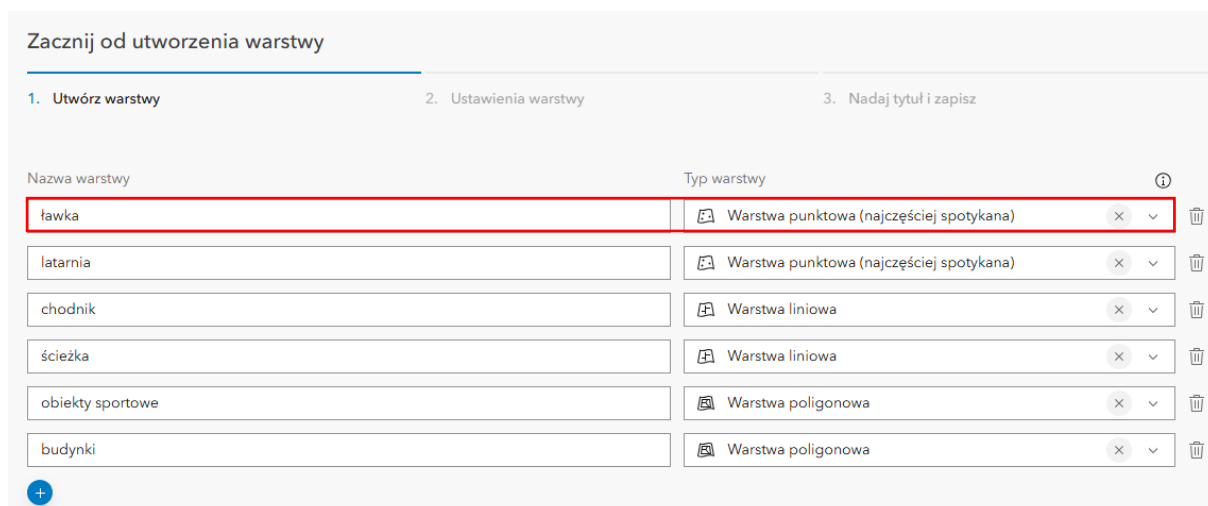 Zacznij od utworzenia warstwy
1. Utwórz warstwy 2. Ustawienia warstwy 3. Nadaj tytuł i zapisz
Nazwa warstwy Typ warstwy
ławka Warstwa punktowa (najczęściej spotykana)
latarnia Warstwa punktowa (najczęściej spotykana)
chodnik Warstwa liniowa
ścieżka Warstwa liniowa
obiekty sportowe Warstwa poligonowa
budynki Warstwa poligonowa